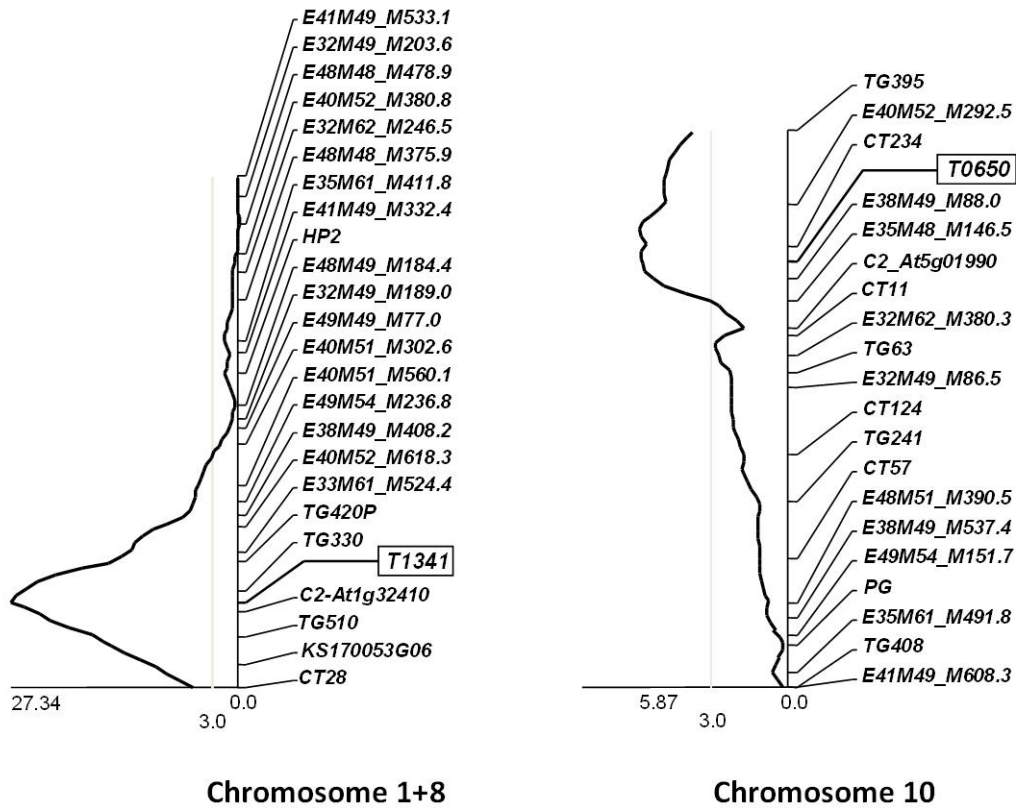 E41M49_M533.1
E32M49_M203.6
E48M48_M478.9
E40M52_M380.8
E32M62_M246.5
E48M48_M375.9
E35M61_M411.8
E41M49_M332.4
HP2
E48M49_M184.4
E32M49_M189.0
E49M49_M77.0
E40M51_M302.6
E40M51_M560.1
E49M54_M236.8
E38M49_M408.2
E40M52_M618.3
E33M61_M524.4
TG420P
TG330
T1341
C2-At1g32410
TG510
KS170053G06
CT28
27.34
3.0
0.0
Chromosome 1+8
TG395
E40M52_M292.5
CT234
T0650
E38M49_M88.0
E35M48_M146.5
C2_At5g01990
CT11
E32M62_M380.3
TG63
E32M49_M86.5
CT124
TG241
CT57
E48M51_M390.5
E38M49_M537.4
E49M54_M151.7
PG
E35M61_M491.8
TG408
E41M49_M608.3
5.87
3.0
0.0
Chromosome 10